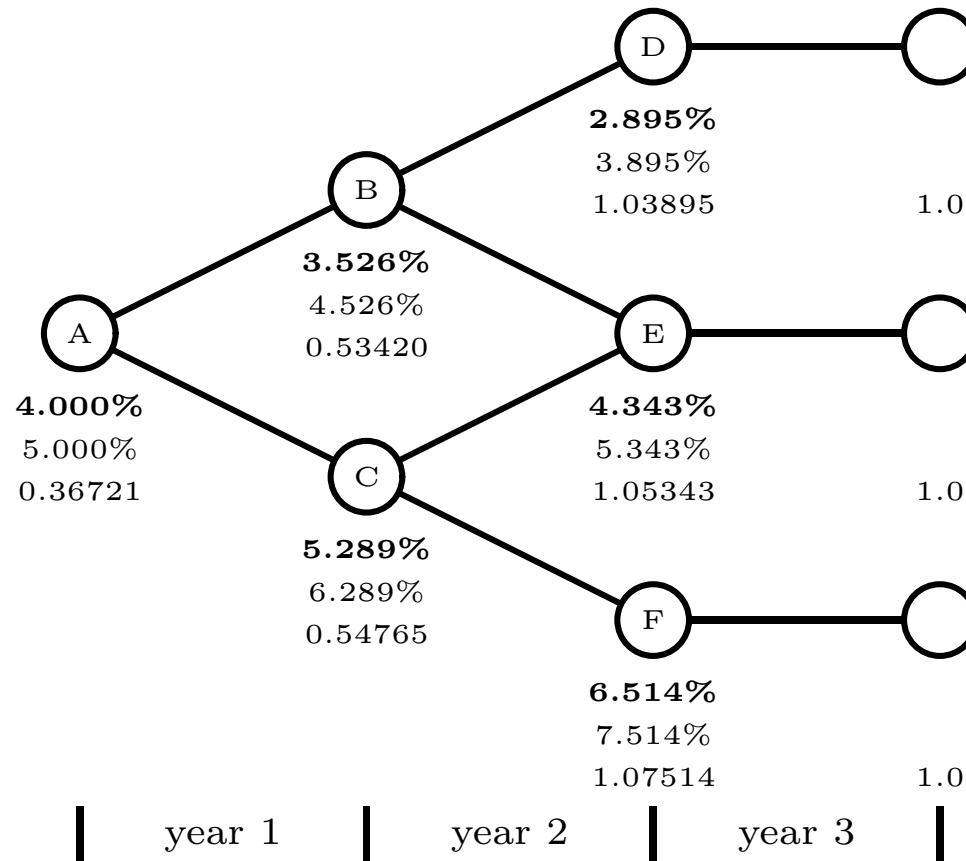 D
2.895%
3.895%
1.03895 1.0
B
3.526%
4.526%
0.53420
A
4.000%
5.000%
0.36721
E
4.343%
5.343%
1.05343 1.0
C
5.289%
6.289%
0.54765
F
6.514%
7.514%
1.07514 1.0
year 1 year 2 year 3